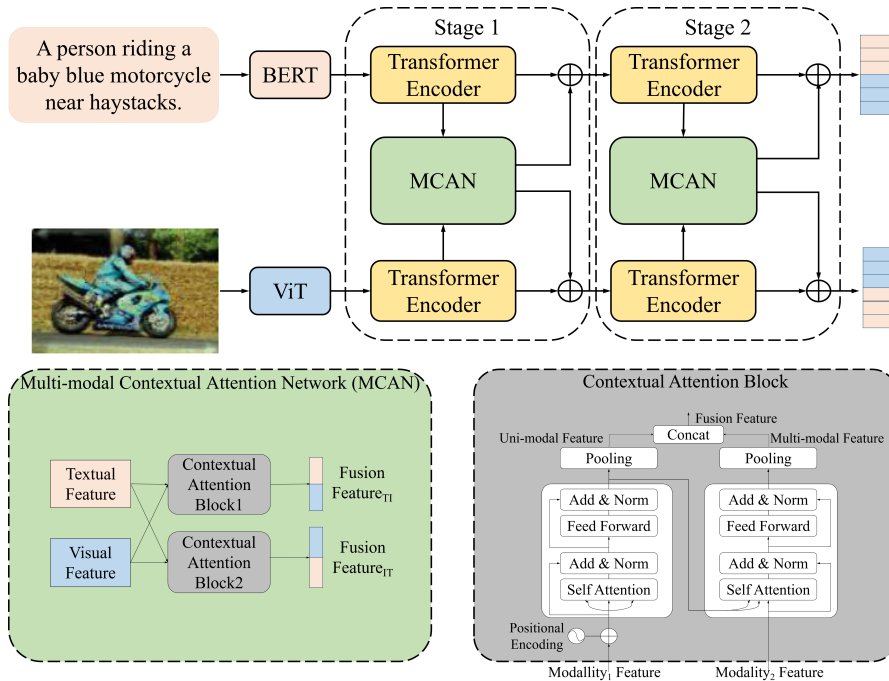 Stage 1
Stage 2
A person riding a
baby blue motorcycle
near haystacks.
BERT
Transformer
Encoder
Transformer
Encoder
MCAN
MCAN
ViT
Transformer
Encoder
Transformer
Encoder
Multi-modal Contextual Attention Network (MCAN)
Textual
Feature
Visual
Feature
Contextual
Attention
Block1
Contextual
Attention
Block2
Fusion
Feature_TI
Fusion
Feature_IT
Contextual Attention Block
Fusion Feature
Uni-modal Feature
Concat
Multi-modal Feature
Pooling
Pooling
Add & Norm
Feed Forward
Add & Norm
Self Attention
Add & Norm
Feed Forward
Add & Norm
Self Attention
Positional
Encoding
Modallity₁ Feature
Modality₂ Feature